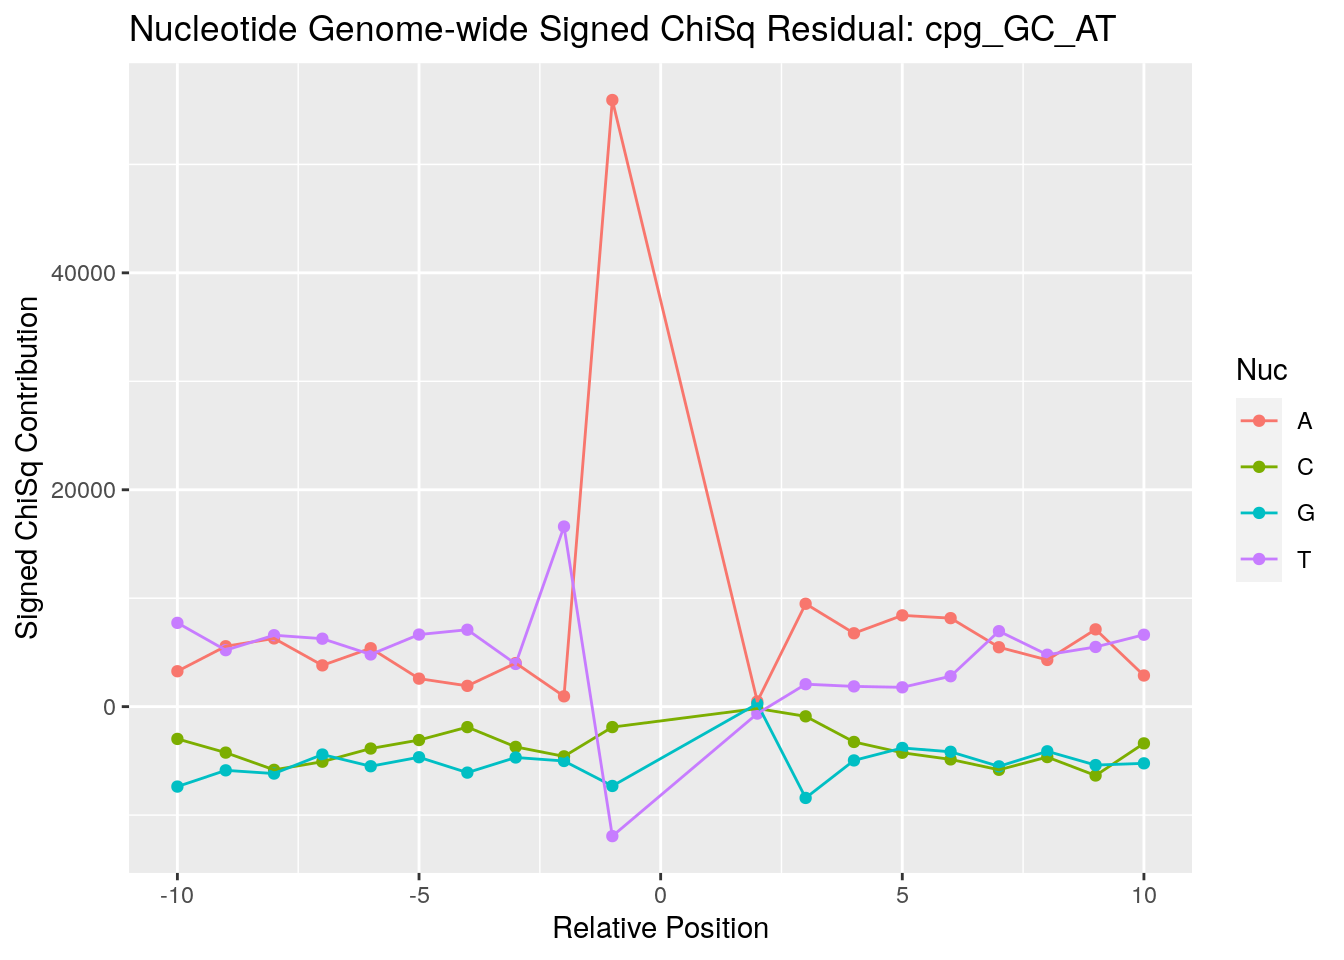 Nucleotide Genome-wide Signed ChiSq Residual: cpg_GC_AT
Signed ChiSq Contribution
40000
20000
0
-10
-5
0
5
10
Relative Position
Nuc
A
C
G
T